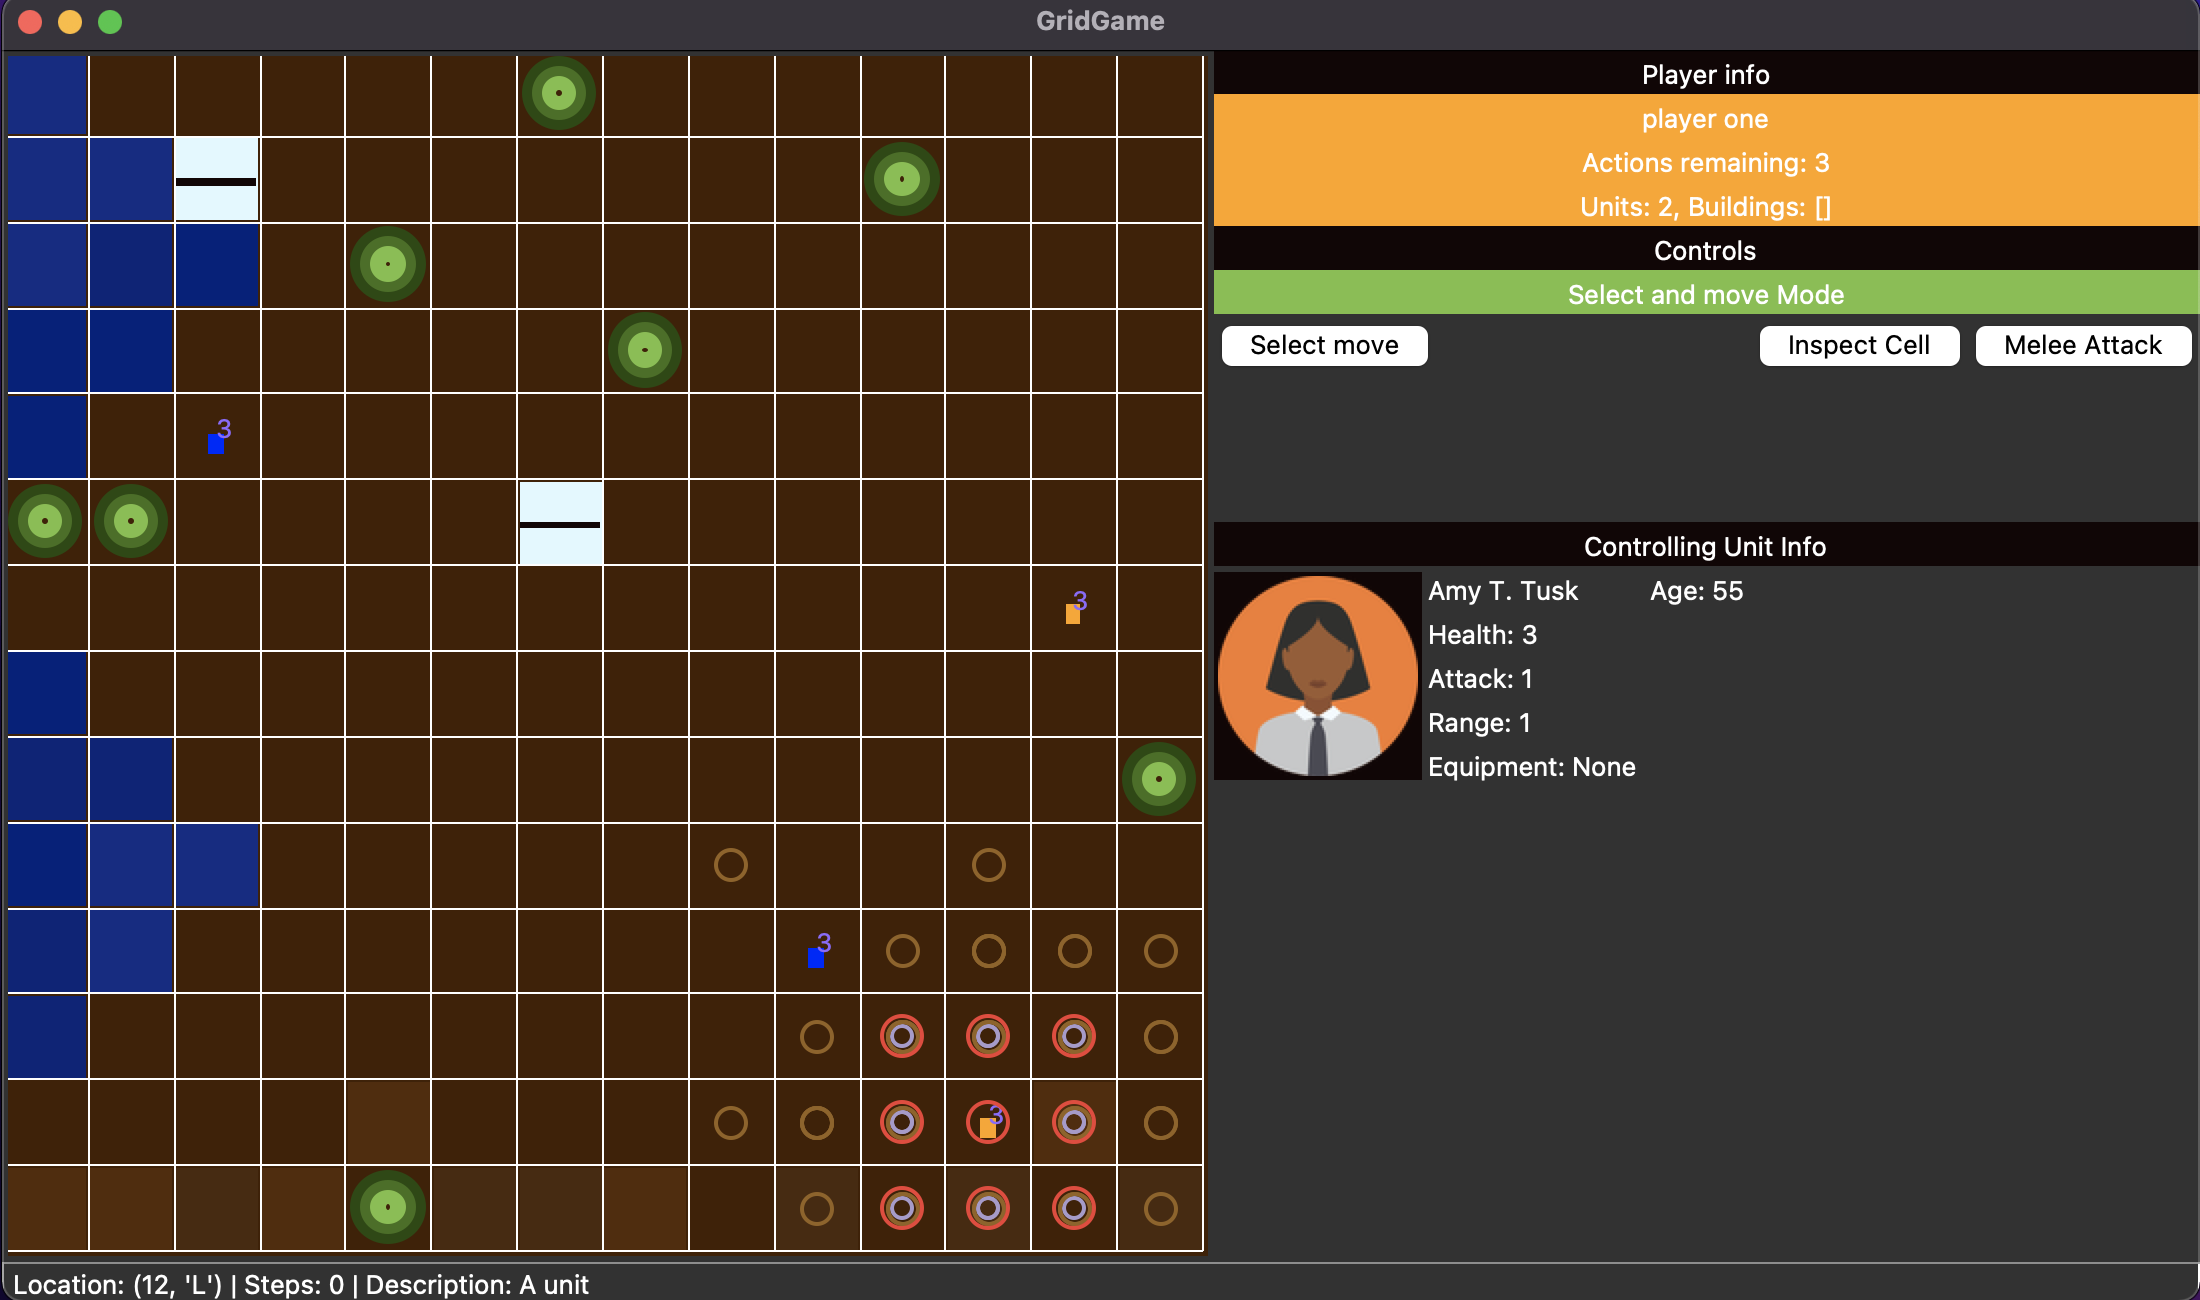 GridGame
Player info
player one
Actions remaining: 3
Units: 2, Buildings: []
Controls
Select and move Mode
Select move
Inspect Cell
Melee Attack
3
Controlling Unit Info
3
Amy T. Tusk Age: 55
Health: 3
Attack: 1
Range: 1
Equipment: None
3
3
Location: (12, 'L') | Steps: 0 | Description: A unit